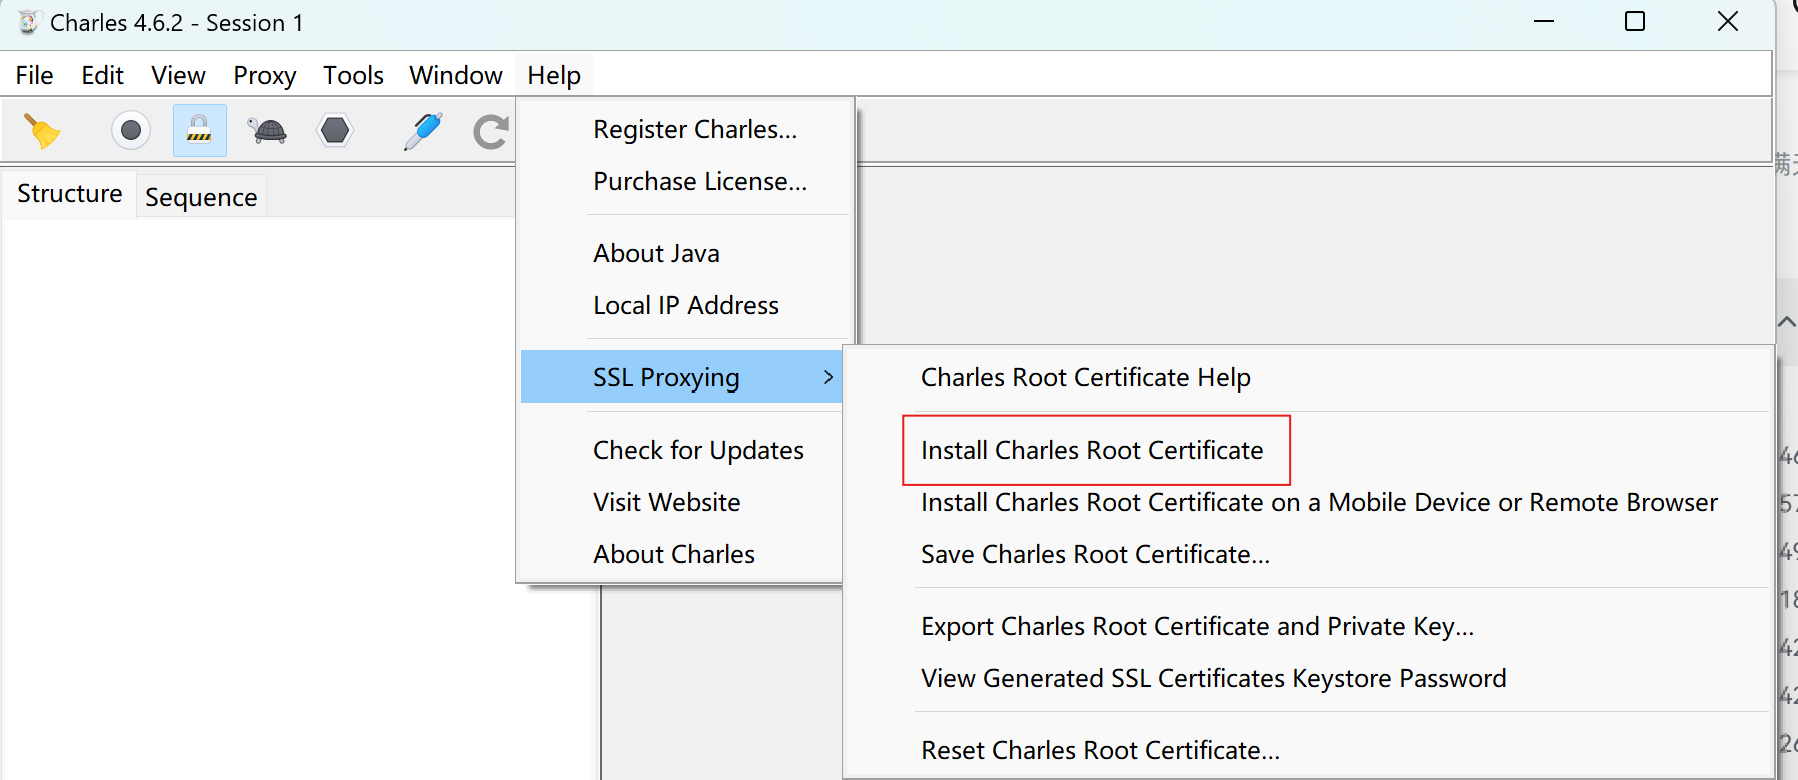 Charles 4.6.2 - Session 1
File Edit View Proxy Tools Window Help
Structure Sequence
Register Charles...
Purchase License...
About Java
Local IP Address
SSL Proxying
Check for Updates
Visit Website
About Charles
Charles Root Certificate Help
Install Charles Root Certificate
Install Charles Root Certificate on a Mobile Device or Remote Browser
Save Charles Root Certificate...
Export Charles Root Certificate and Private Key...
View Generated SSL Certificates Keystore Password
Reset Charles Root Certificate...